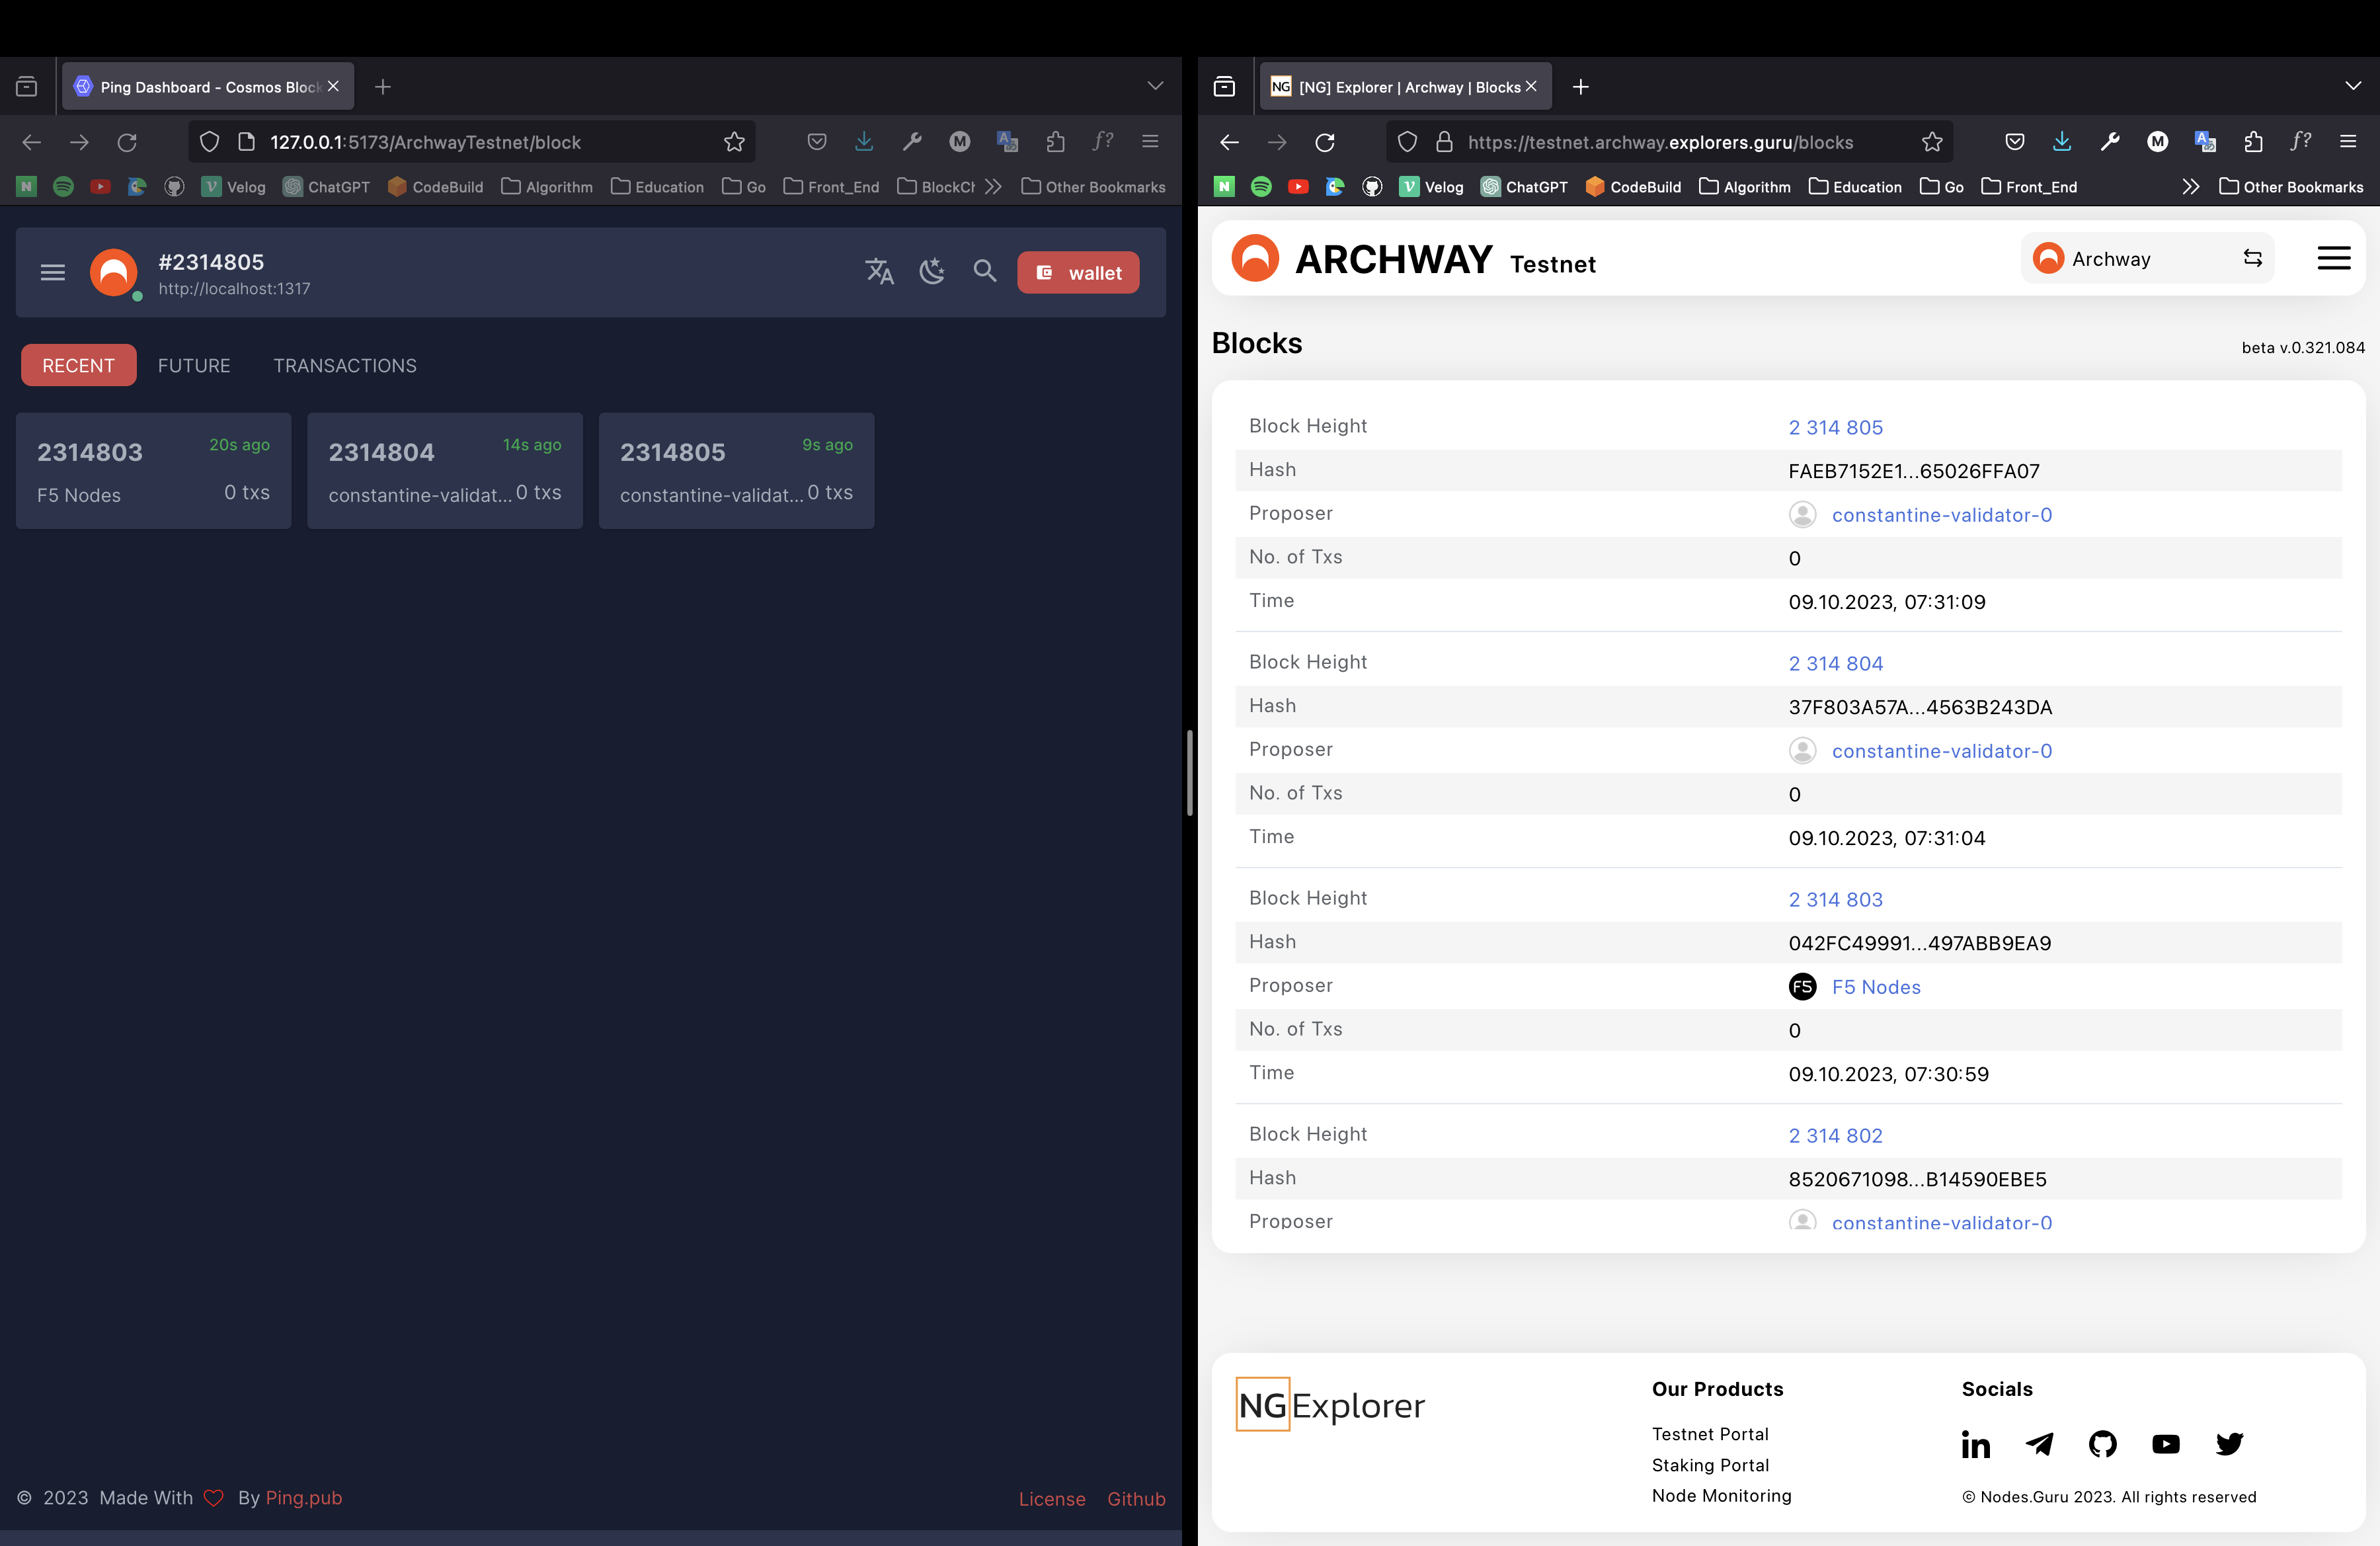 Ping Dashboard - Cosmos Block
127.0.0.1:5173/ArchwayTestnet/block
N Velog ChatGPT CodeBuild Algorithm Education Go Front_End BlockCh Other Bookmarks
#2314805
http://localhost:1317
wallet
RECENT FUTURE TRANSACTIONS
2314803 20s ago
F5 Nodes 0 txs
2314804 14s ago
constantine-validat... 0 txs
2314805 9s ago
constantine-validat... 0 txs
© 2023 Made With By Ping.pub
License Github
NG [NG] Explorer | Archway | Blocks
https://testnet.archway.explorers.guru/blocks
N Velog ChatGPT CodeBuild Algorithm Education Go Front_End Other Bookmarks
ARCHWAY Testnet
Archway
Blocks
beta v.0.321.084
Block Height 2 314 805
Hash FAEB7152E1...65026FFA07
Proposer constantine-validator-0
No. of Txs 0
Time 09.10.2023, 07:31:09
Block Height 2 314 804
Hash 37F803A57A...4563B243DA
Proposer constantine-validator-0
No. of Txs 0
Time 09.10.2023, 07:31:04
Block Height 2 314 803
Hash 042FC49991...497ABB9EA9
Proposer F5 F5 Nodes
No. of Txs 0
Time 09.10.2023, 07:30:59
Block Height 2 314 802
Hash 8520671098...B14590EBE5
Proposer constantine-validator-0
NG Explorer
Our Products
Testnet Portal
Staking Portal
Node Monitoring
Socials
in
© Nodes.Guru 2023. All rights reserved